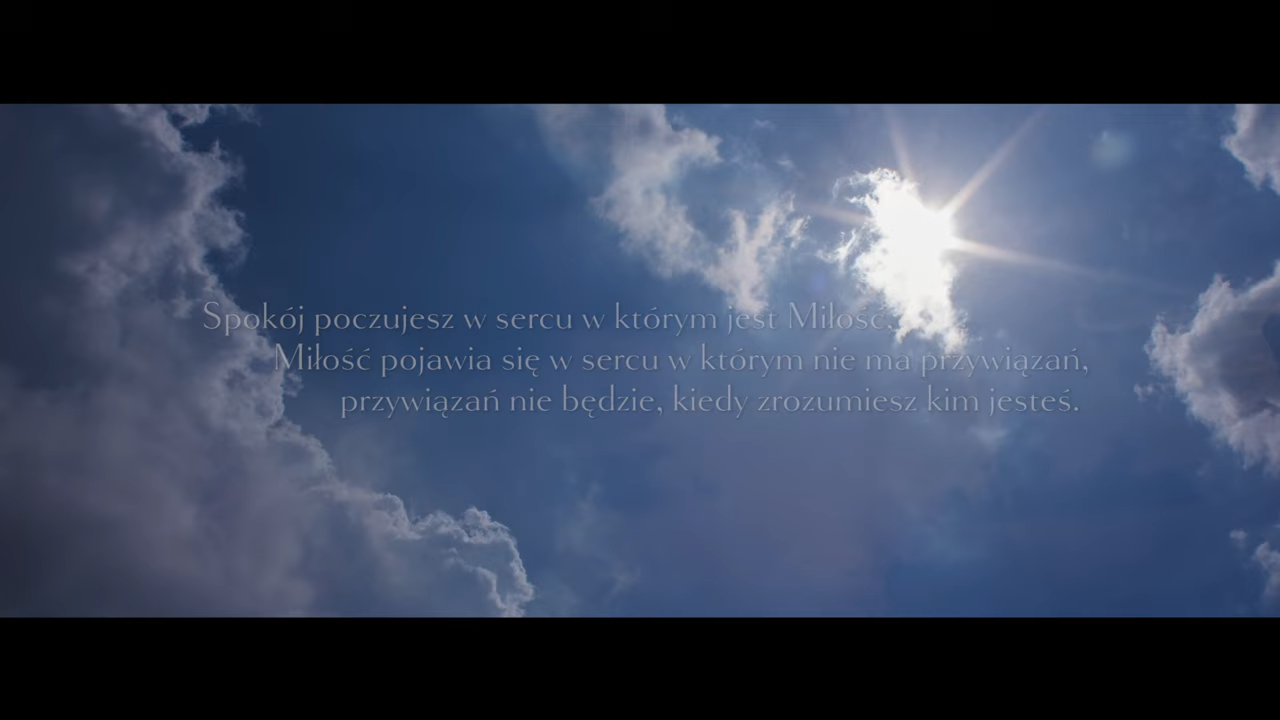 Spokój poczujesz w sercu w którym jest Miłość,
Miłość pojawia się w sercu w którym nie ma przywiązań,
przywiązań nie będzie, kiedy zrozumiesz kim jesteś.